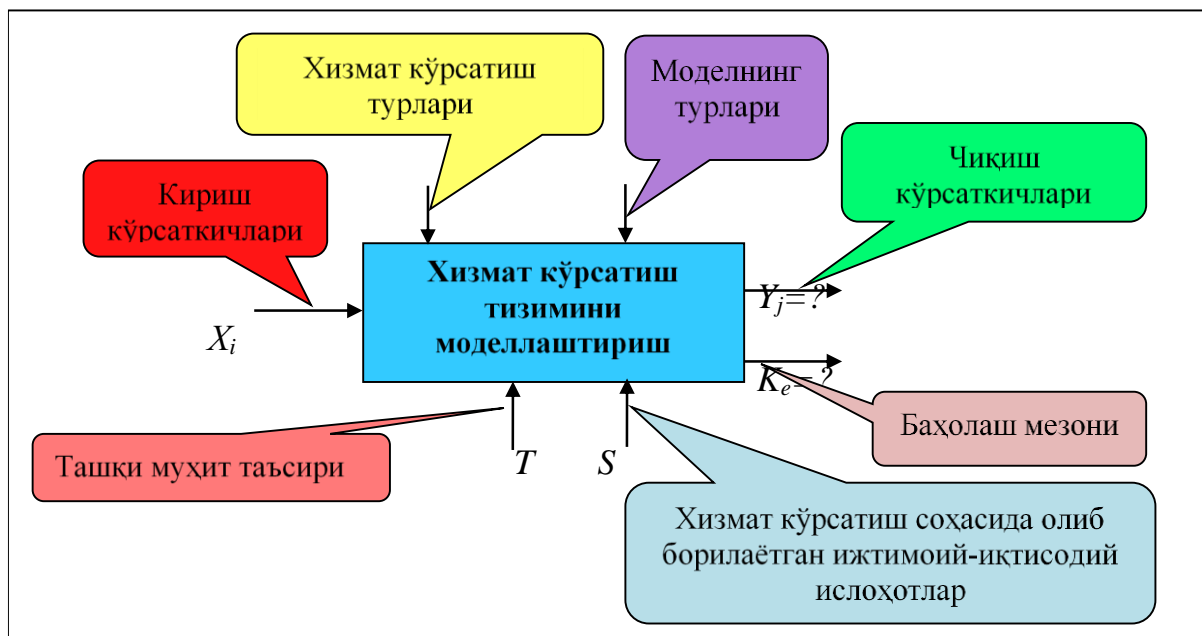 Хизмат кўрсатиш
турлари
Моделнинг
турлари
Чиқиш
кўрсаткичлари
Кириш
кўрсаткичлари
Хизмат кўрсатиш
тизимини
моделлаштириш
Xi
Yj=?
Ke=?
Ташқи муҳит таъсири
T
S
Баҳолаш мезони
Хизмат кўрсатиш соҳасида олиб
борилаётган ижтимоий-иқтисодий
ислоҳотлар